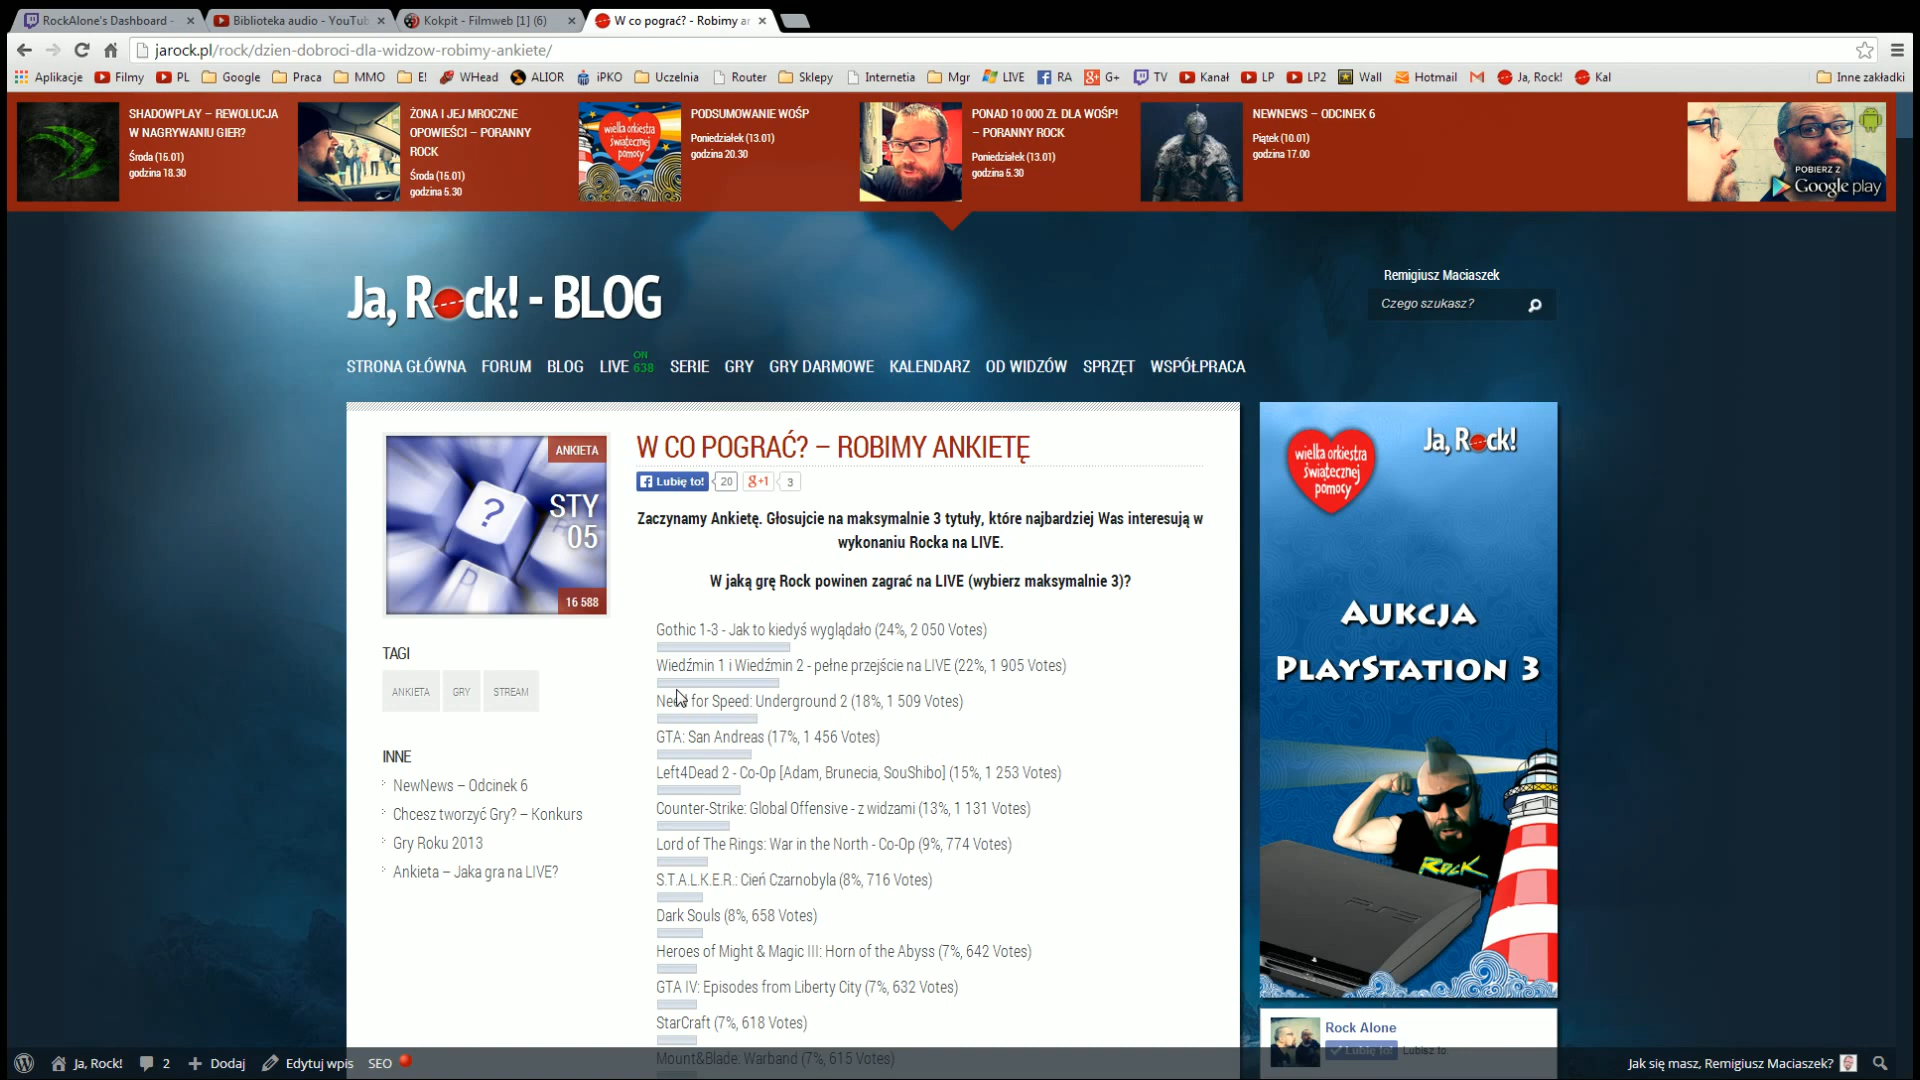 RockAlone's Dashboard -
Biblioteka audio - YouTub
Kokpit - Filmweb [1] (6)
W co pograć? - Robimy ar
jarock.pl/rock/dzien-dobroci-dla-widzow-robimy-ankiete/
Aplikacje Filmy PL Google Praca MMO E! WHead ALIOR iPKO Uczelnia Router Sklepy Internetia Mgr LIVE RA G+ TV Kanał LP LP2 Wall Hotmail Ja, Rock! Kal Inne zakładki
SHADOWPLAY – REWOLUCJA
W NAGRYWANIU GIER?
Środa (15.01)
godzina 18.30
ŻONA I JEJ MROCZNE
OPOWIEŚCI – PORANNY
ROCK
Środa (15.01)
godzina 5.30
wielka orkiestra
świątecznej
pomocy
PODSUMOWANIE WOŚP
Poniedziałek (13.01)
godzina 20.30
PONAD 10 000 ZŁ DLA WOŚP!
– PORANNY ROCK
Poniedziałek (13.01)
godzina 5.30
NEWNEWS – ODCINEK 6
Piątek (10.01)
godzina 17.00
POBIERZ Z
Google play
Ja, Rock! - BLOG
Remigiusz Maciaszek
Czego szukasz?
STRONA GŁÓWNA FORUM BLOG LIVE ON 638 SERIE GRY GRY DARMOWE KALENDARZ OD WIDZÓW SPRZĘT WSPÓŁPRACA
ANKIETA
?
STY
05
P
16 588
TAGI
ANKIETA GRY STREAM
INNE
NewNews – Odcinek 6
Chcesz tworzyć Gry? – Konkurs
Gry Roku 2013
Ankieta – Jaka gra na LIVE?
W CO POGRAĆ? – ROBIMY ANKIETĘ
Lubię to! 20 g+1 3
Zaczynamy Ankietę. Głosujcie na maksymalnie 3 tytuły, które najbardziej Was interesują w
wykonaniu Rocka na LIVE.
W jaką grę Rock powinen zagrać na LIVE (wybierz maksymalnie 3)?
Gothic 1-3 - Jak to kiedyś wyglądało (24%, 2 050 Votes)
Wiedźmin 1 i Wiedźmin 2 - pełne przejście na LIVE (22%, 1 905 Votes)
Need for Speed: Underground 2 (18%, 1 509 Votes)
GTA: San Andreas (17%, 1 456 Votes)
Left4Dead 2 - Co-Op [Adam, Brunecia, SouShibo] (15%, 1 253 Votes)
Counter-Strike: Global Offensive - z widzami (13%, 1 131 Votes)
Lord of The Rings: War in the North - Co-Op (9%, 774 Votes)
S.T.A.L.K.E.R.: Cień Czarnobyla (8%, 716 Votes)
Dark Souls (8%, 658 Votes)
Heroes of Might & Magic III: Horn of the Abyss (7%, 642 Votes)
GTA IV: Episodes from Liberty City (7%, 632 Votes)
StarCraft (7%, 618 Votes)
Mount&Blade: Warband (7%, 615 Votes)
wielka orkiestra
świątecznej
pomocy
Ja, Rock!
AUKCJA
PLAYSTATION 3
ROCK
PS3
Rock Alone
Lubię to! Lubisz to.
Ja, Rock! 2 Dodaj Edytuj wpis SEO
Jak się masz, Remigiusz Maciaszek?